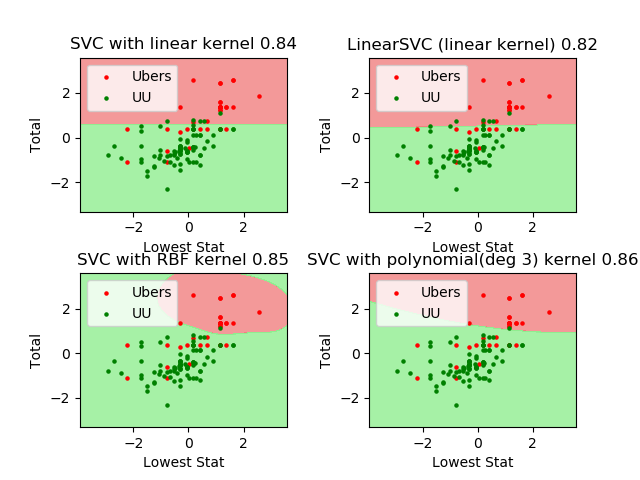 SVC with linear kernel 0.84
Ubers
UU
2
0
−2
Total
−2
0
2
Lowest Stat
LinearSVC (linear kernel) 0.82
Ubers
UU
2
0
−2
Total
−2
0
2
Lowest Stat
SVC with RBF kernel 0.85
Ubers
UU
2
0
−2
Total
−2
0
2
Lowest Stat
SVC with polynomial(deg 3) kernel 0.86
Ubers
UU
2
0
−2
Total
−2
0
2
Lowest Stat